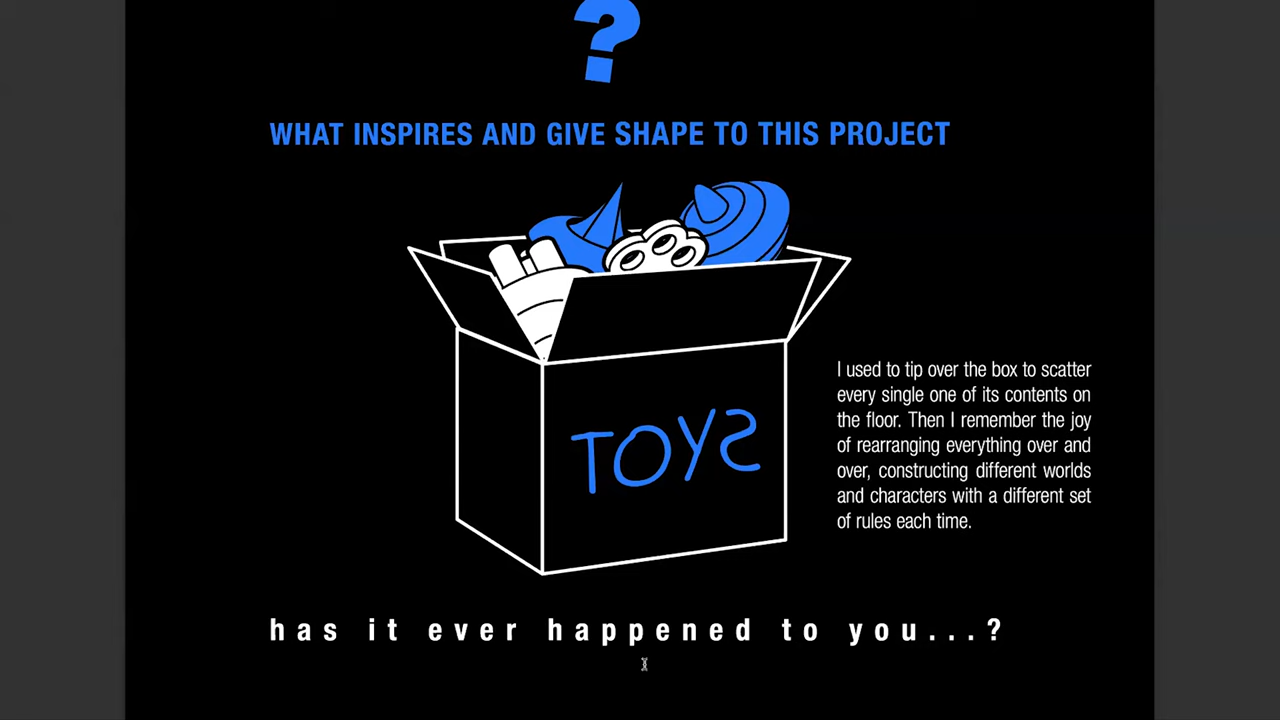 ?
WHAT INSPIRES AND GIVE SHAPE TO THIS PROJECT
TOYS
I used to tip over the box to scatter
every single one of its contents on
the floor. Then I remember the joy
of rearranging everything over and
over, constructing different worlds
and characters with a different set
of rules each time.
has it ever happened to you...?